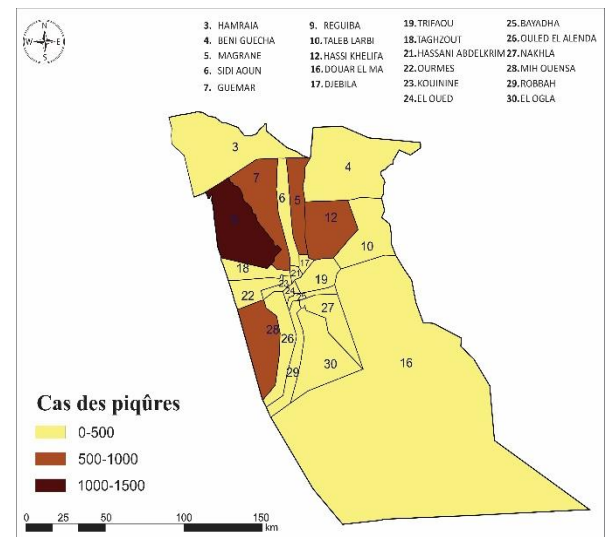 N
W E
S
3. HAMRAIA
4. BENI GUECHA
5. MAGRANE
6. SIDI AOUN
7. GUEMAR
9. REGUIBA
10.TALEB LARBI
12.HASSI KHELIFA
16.DOUAR EL MA
17.DJEBILA
19.TRIFAOU
18.TAGHZOUT
21.HASSANI ABDELKRIM
22.OURMES
23.KOUININE
24.EL OUED
25.BAYADHA
26.OULED EL ALENDA
27.NAKHLA
28.MIH OUENSA
29.ROBBAH
30.EL OGLA
3
4
7
6
5
9
12
10
18
17
21
19
23
24
22
25
27
28
26
29
30
16
Cas des piqûres
0-500
500-1000
1000-1500
0 25 50 100 150
km